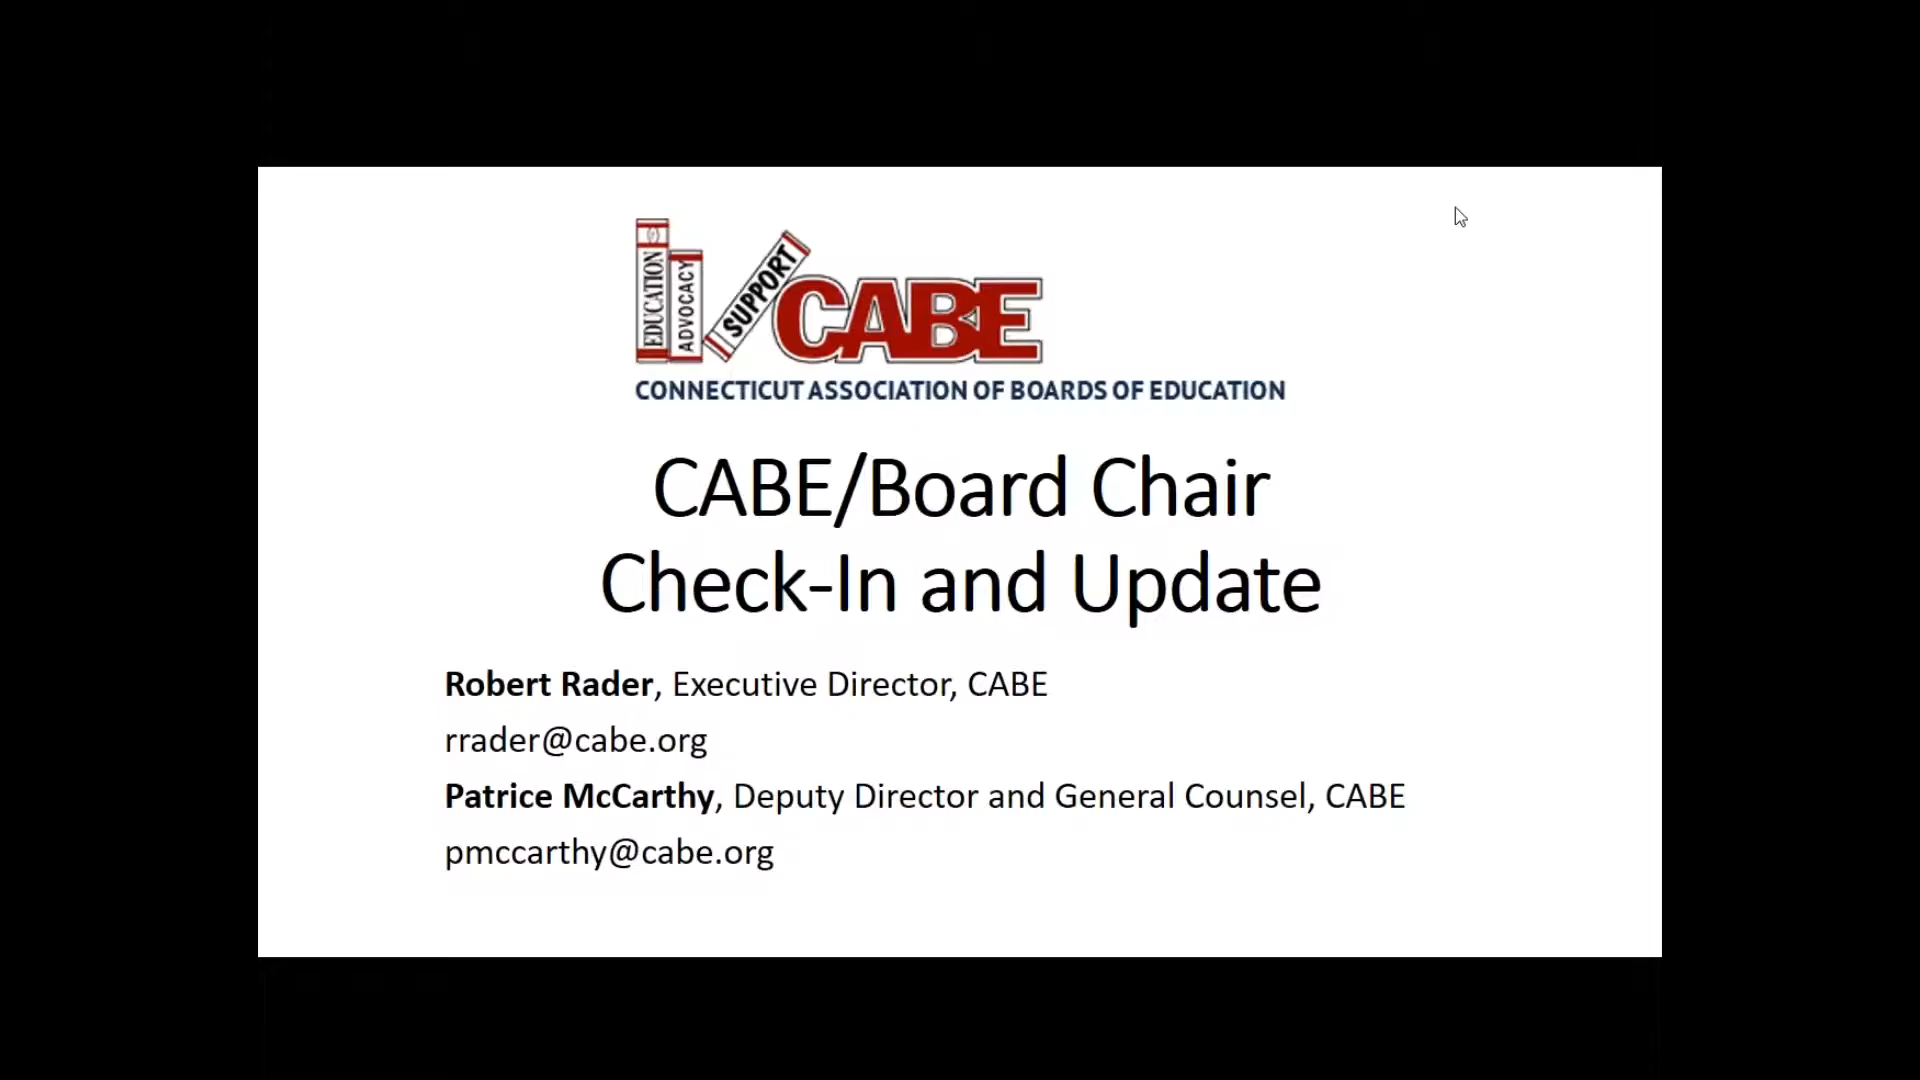 EDUCATION
ADVOCACY
SUPPORT
CABE
CONNECTICUT ASSOCIATION OF BOARDS OF EDUCATION
CABE/Board Chair
Check-In and Update
Robert Rader, Executive Director, CABE
rrader@cabe.org
Patrice McCarthy, Deputy Director and General Counsel, CABE
pmccarthy@cabe.org